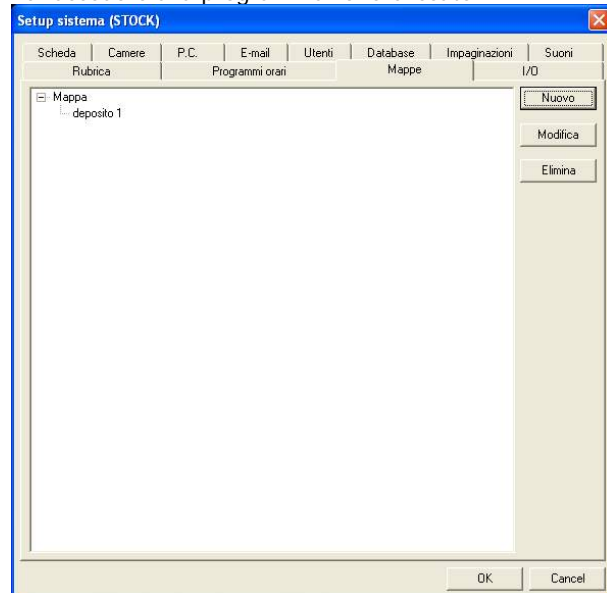 Setup sistema (STOCK)
Scheda Camere P.C. E-mail Utenti Database Impaginazioni Suoni
Rubrica Programmi orari Mappe I/O
Mappa
deposito 1
Nuovo
Modifica
Elimina
OK Cancel